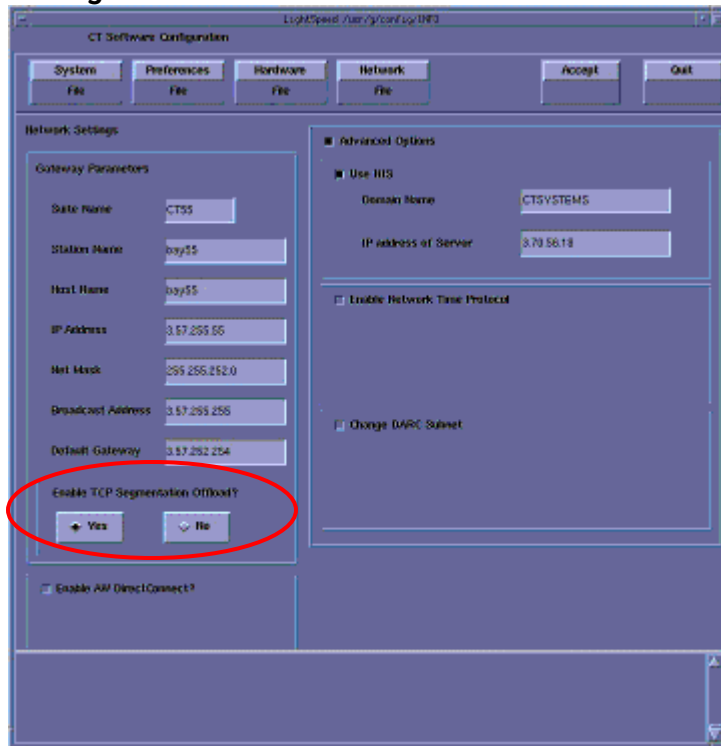 LightSpeed /usr/g/config/INFO
CT Software Configuration
System Preferences Hardware Network Accept Quit
File File File File
Network Settings
Gateway Parameters
Suite Name CT55
Station Name bay55
Host Name bay55
IP Address 3.57.255.55
Net Mask 255.255.252.0
Broadcast Address 3.57.255.255
Default Gateway 3.57.252.254
Enable TCP Segmentation Offload?
Yes No
Enable AW DirectConnect?
Advanced Options
Use NIS
Domain Name CTSYSTEMS
IP address of Server 3.70.56.18
Enable Network Time Protocol
Change DARC Subnet